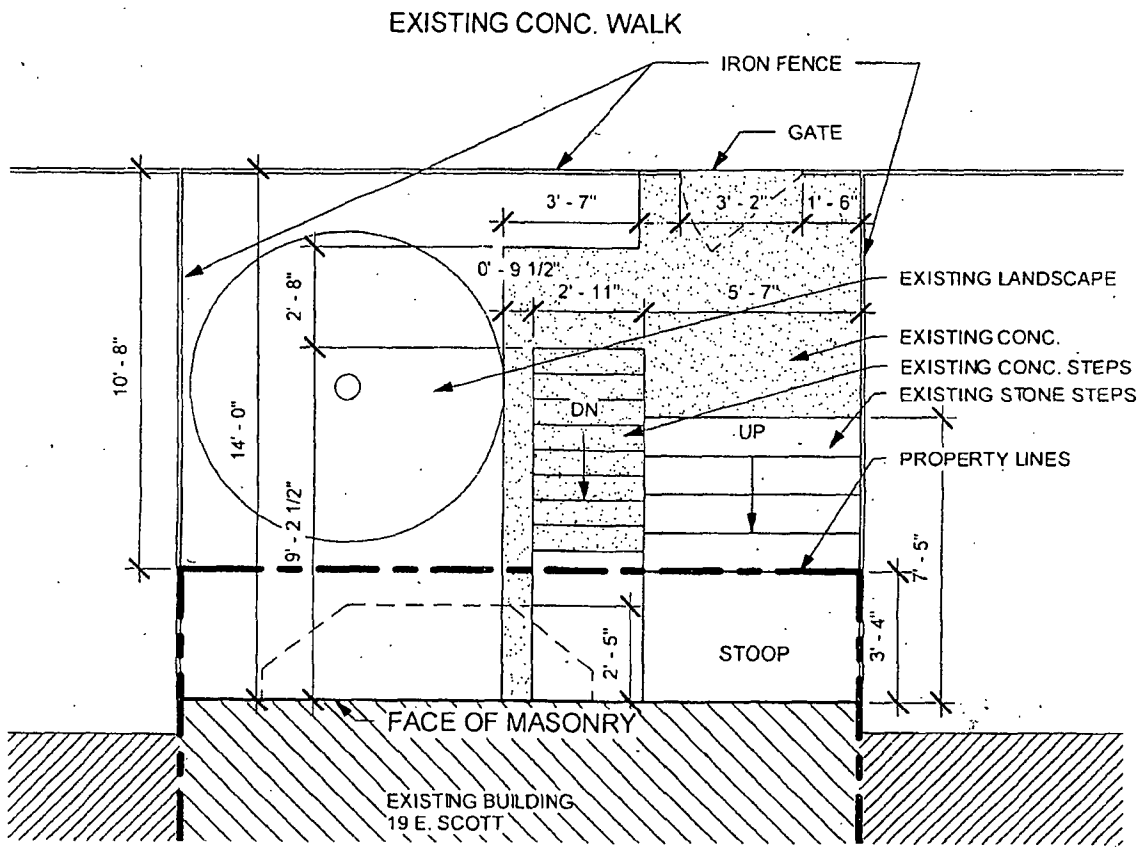 EXISTING CONC. WALK
IRON FENCE
GATE
3' - 7"
3' - 2"
1' - 6"
0' - 9 1/2"
2' - 11"
5' - 7"
2' - 8"
10' - 8"
14' - 0"
9' - 2 1/2"
EXISTING LANDSCAPE
EXISTING CONC.
EXISTING CONC. STEPS
EXISTING STONE STEPS
DN
UP
PROPERTY LINES
7' - 5"
3' - 4"
2' - 5"
STOOP
FACE OF MASONRY
EXISTING BUILDING
19 E. SCOTT